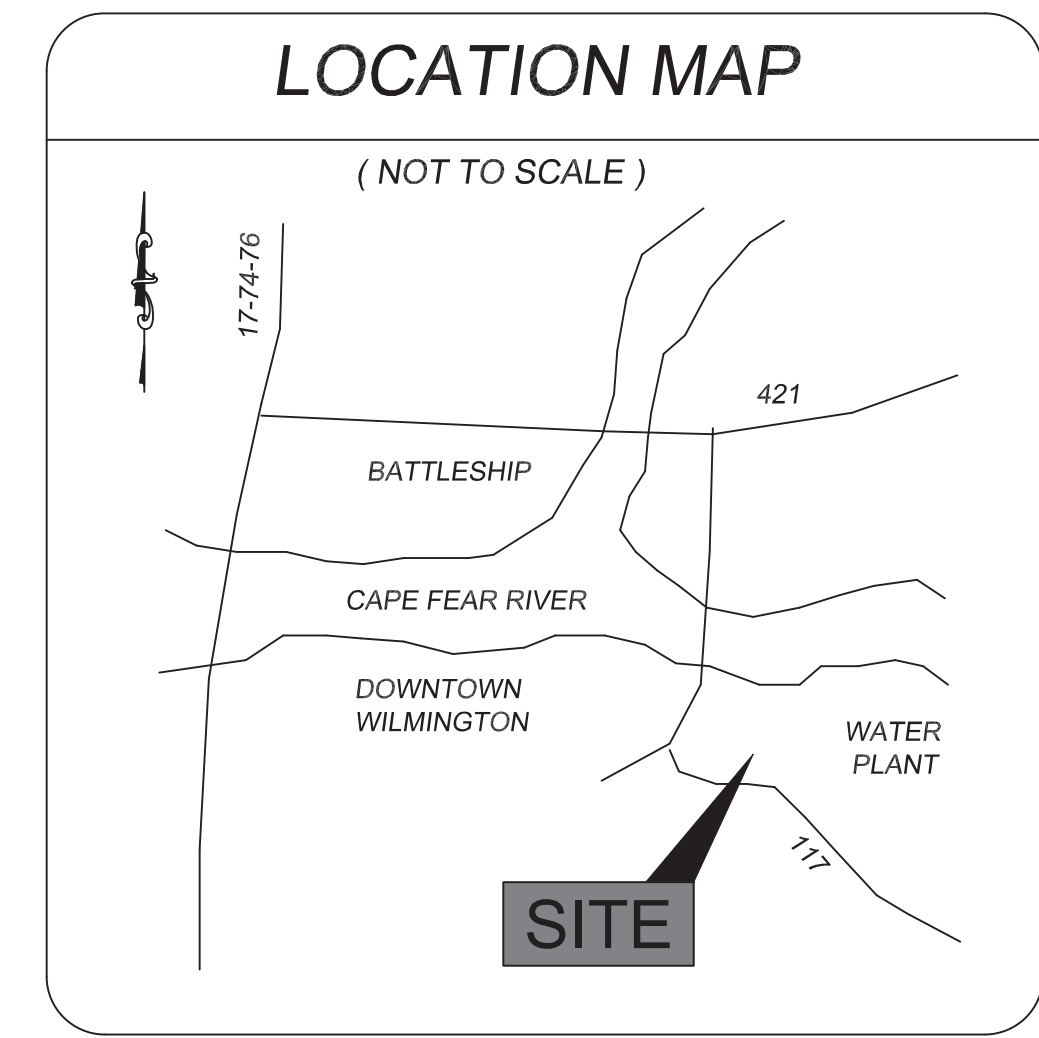 LOCATION MAP
( NOT TO SCALE )
17-74-76
421
BATTLESHIP
CAPE FEAR RIVER
DOWNTOWN
WILMINGTON
WATER
PLANT
117
SITE